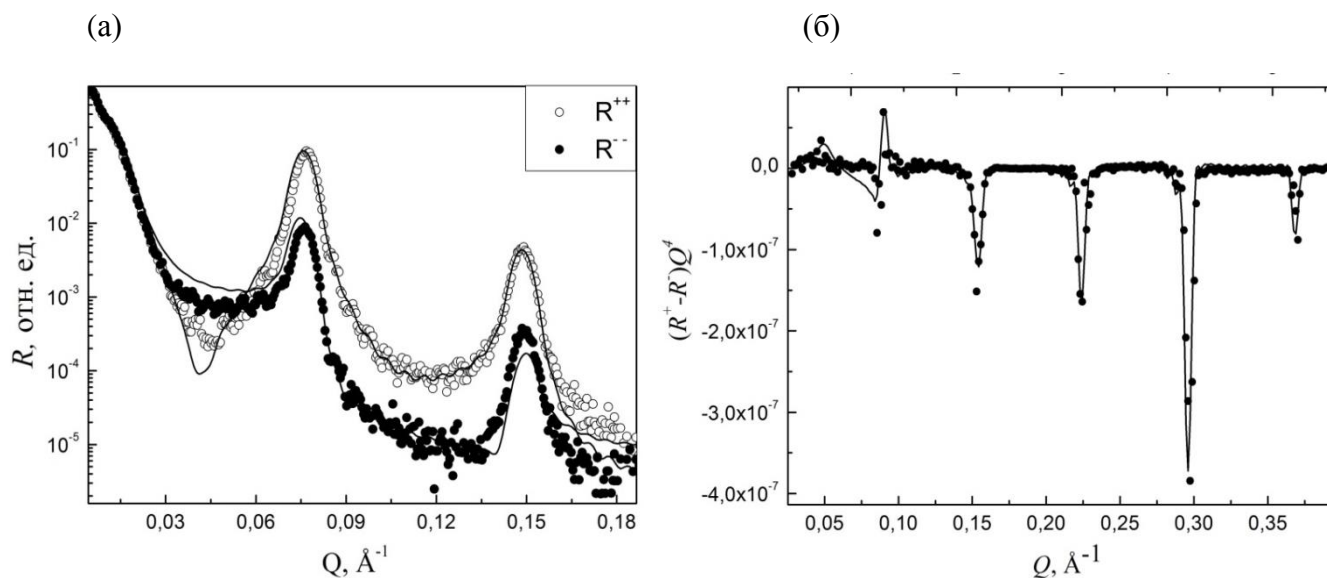 (а)
(б)
R⁺⁺
R⁻⁻
10⁻¹
10⁻²
10⁻³
10⁻⁴
10⁻⁵
R, отн. ед.
0,03 0,06 0,09 0,12 0,15 0,18
Q, Å⁻¹
0,0
-1,0x10⁻⁷
-2,0x10⁻⁷
-3,0x10⁻⁷
-4,0x10⁻⁷
(R⁺-R⁻)Q⁴
0,05 0,10 0,15 0,20 0,25 0,30 0,35
Q, Å⁻¹